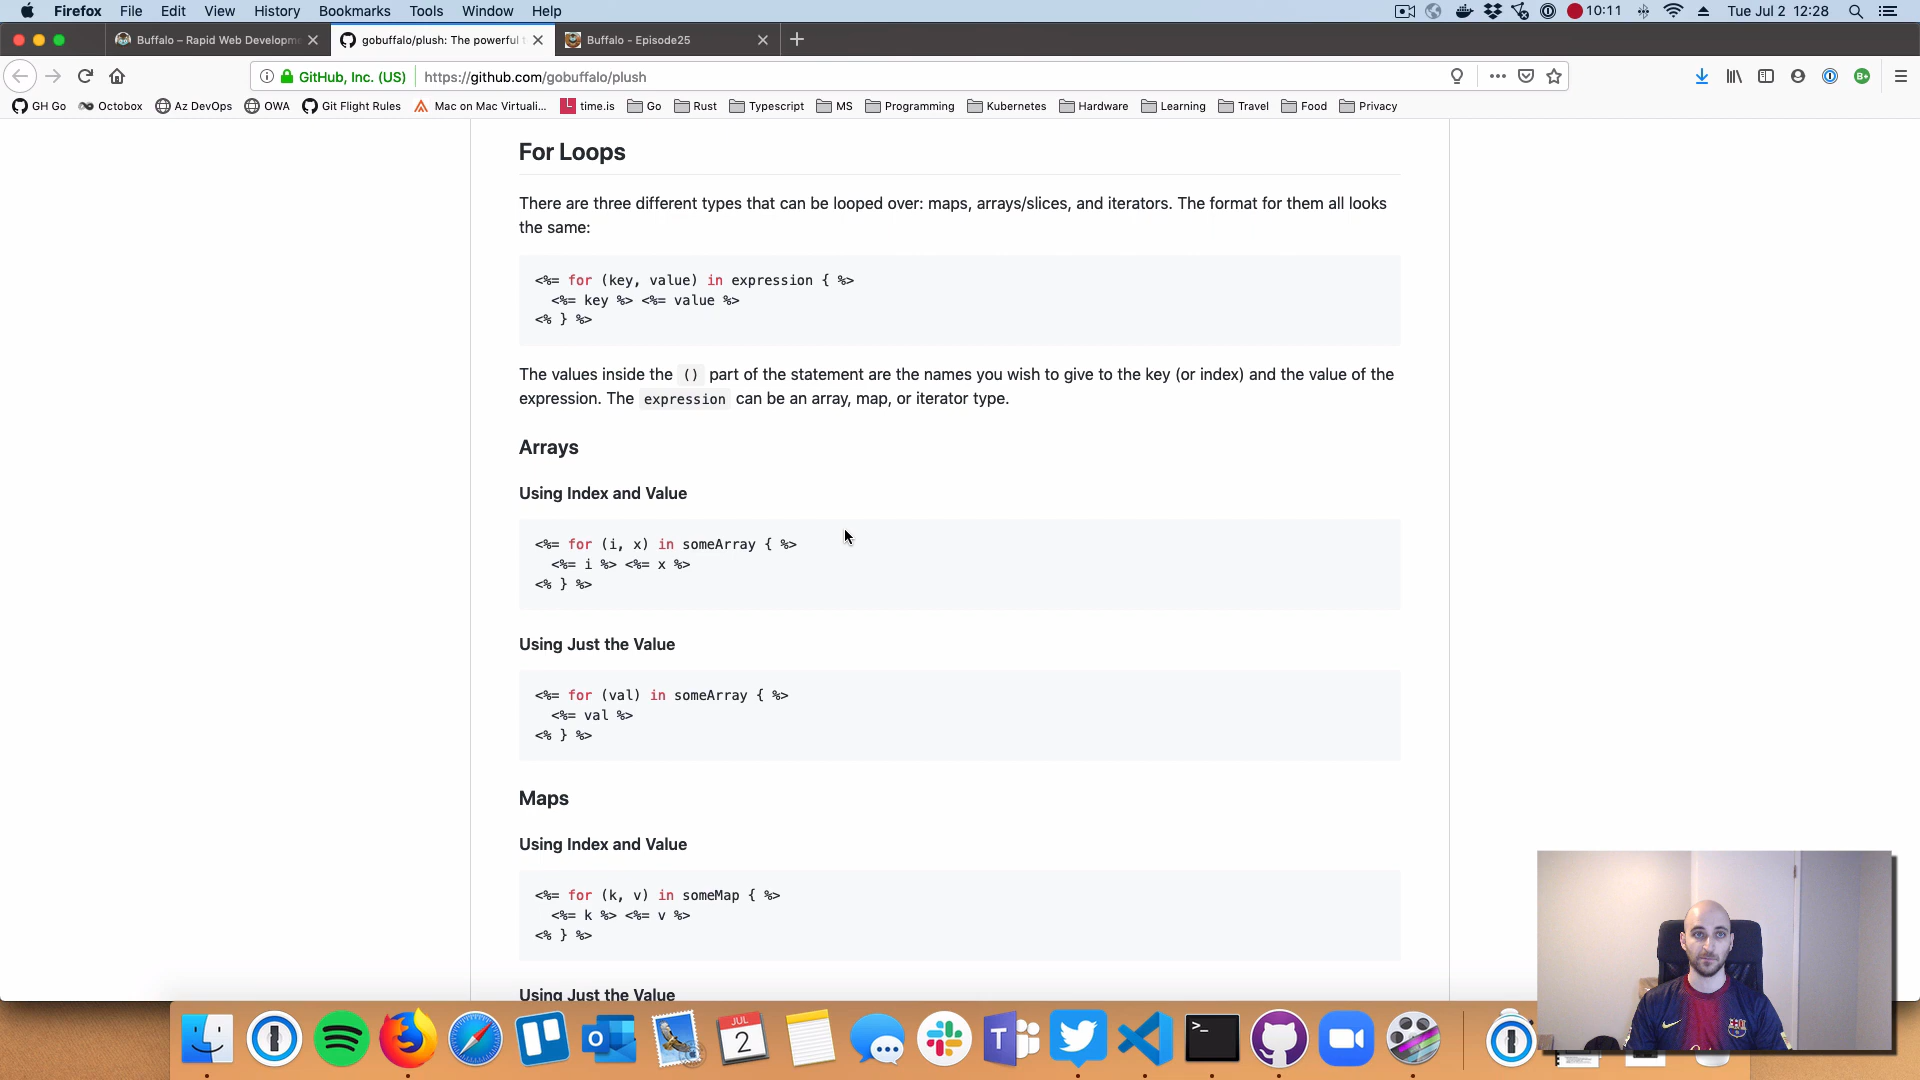 Firefox File Edit View History Bookmarks Tools Window Help 10:11 Tue Jul 2 12:28
Buffalo – Rapid Web Developm gobuffalo/plush: The powerful t Buffalo - Episode25
GitHub, Inc. (US) https://github.com/gobuffalo/plush
GH Go Octobox Az DevOps OWA Git Flight Rules Mac on Mac Virtuali... time.is Go Rust Typescript MS Programming Kubernetes Hardware Learning Travel Food Privacy
For Loops
There are three different types that can be looped over: maps, arrays/slices, and iterators. The format for them all looks
the same:
<%= for (key, value) in expression { %>
<%= key %> <%= value %>
<% } %>
The values inside the () part of the statement are the names you wish to give to the key (or index) and the value of the
expression. The expression can be an array, map, or iterator type.
Arrays
Using Index and Value
<%= for (i, x) in someArray { %>
<%= i %> <%= x %>
<% } %>
Using Just the Value
<%= for (val) in someArray { %>
<%= val %>
<% } %>
Maps
Using Index and Value
<%= for (k, v) in someMap { %>
<%= k %> <%= v %>
<% } %>
Using Just the Value
JUL
2